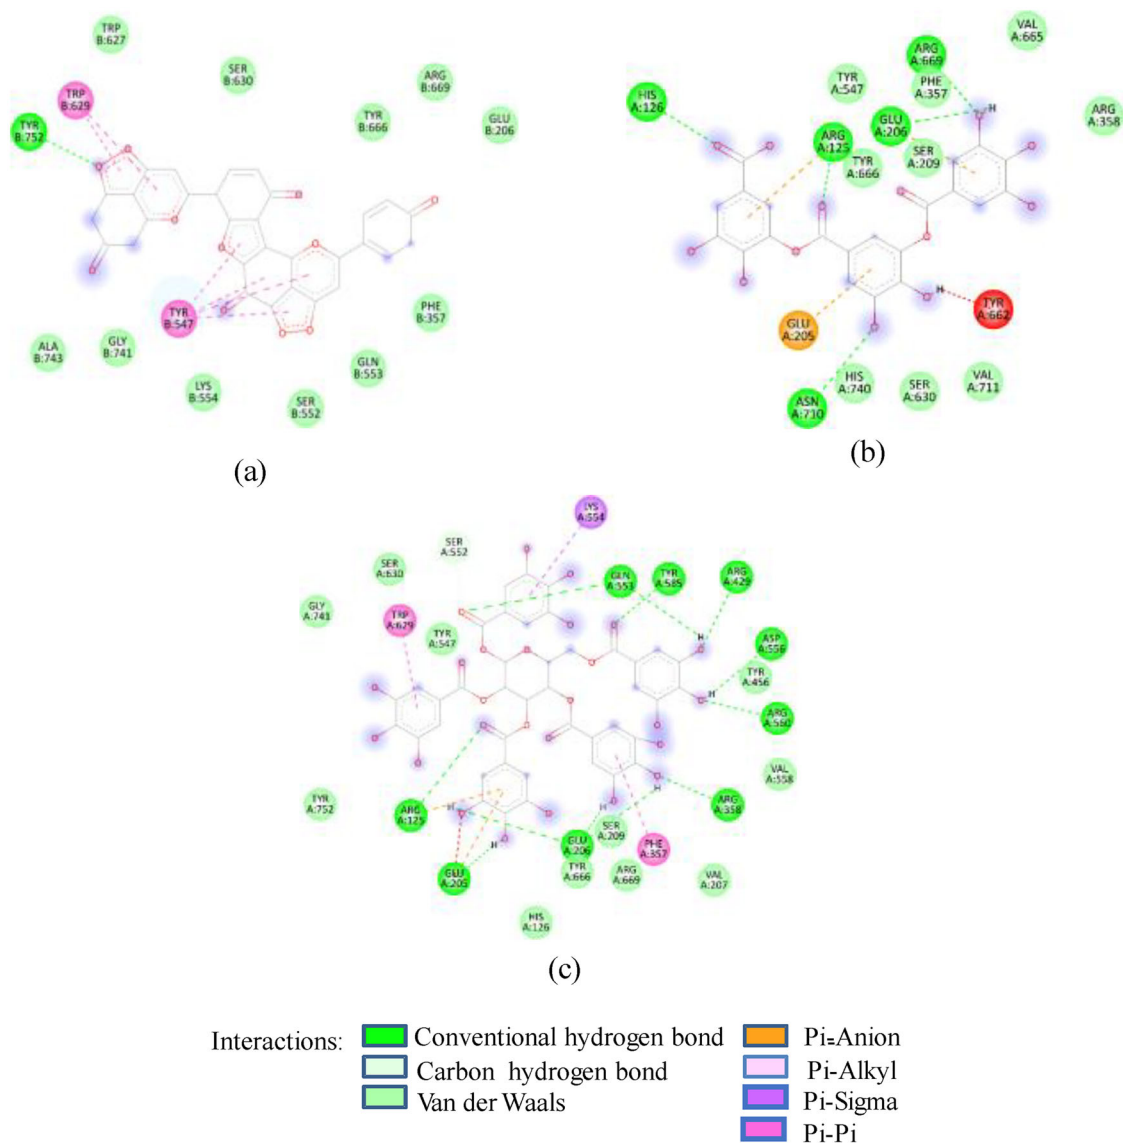 TRP
B:627
TRP
B:629
SER
B:630
ARG
B:669
TYR
B:752
TYR
B:666
GLU
B:206
TYR
B:547
PHE
B:357
ALA
B:743
GLY
B:741
GLN
B:553
LYS
B:554
SER
B:552
(a)
VAL
A:665
ARG
A:669
TYR
A:547
PHE
A:357
HIS
A:126
GLU
A:206
ARG
A:358
ARG
A:125
SER
A:209
TYR
A:666
H
H
TYR
A:662
GLU
A:205
HIS
A:740
SER
A:630
VAL
A:711
ASN
A:710
(b)
LYS
A:554
SER
A:552
SER
A:630
GLN
A:551
TYR
A:585
ARG
A:429
GLY
A:741
TRP
A:629
TYR
A:547
H
ASP
A:556
TYR
A:456
H
ARG
A:560
VAL
A:558
TYR
A:752
ARG
A:125
H
H
H
ARG
A:358
H
GLU
A:206
SER
A:209
PHE
A:357
GLU
A:205
TYR
A:666
ARG
A:669
VAL
A:207
HIS
A:126
(c)
Interactions:
Conventional hydrogen bond
Carbon hydrogen bond
Van der Waals
Pi-Anion
Pi-Alkyl
Pi-Sigma
Pi-Pi